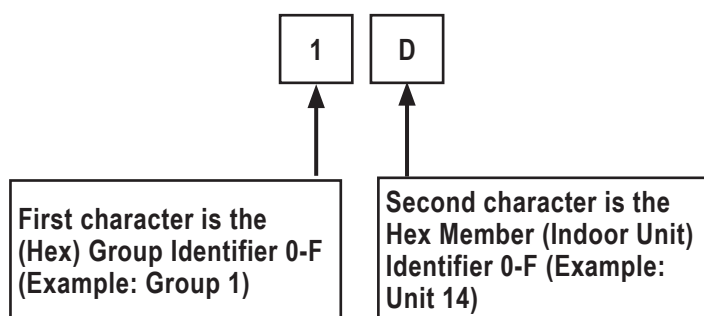 1 D
First character is the
(Hex) Group Identifier 0-F
(Example: Group 1)
Second character is the
Hex Member (Indoor Unit)
Identifier 0-F (Example:
Unit 14)